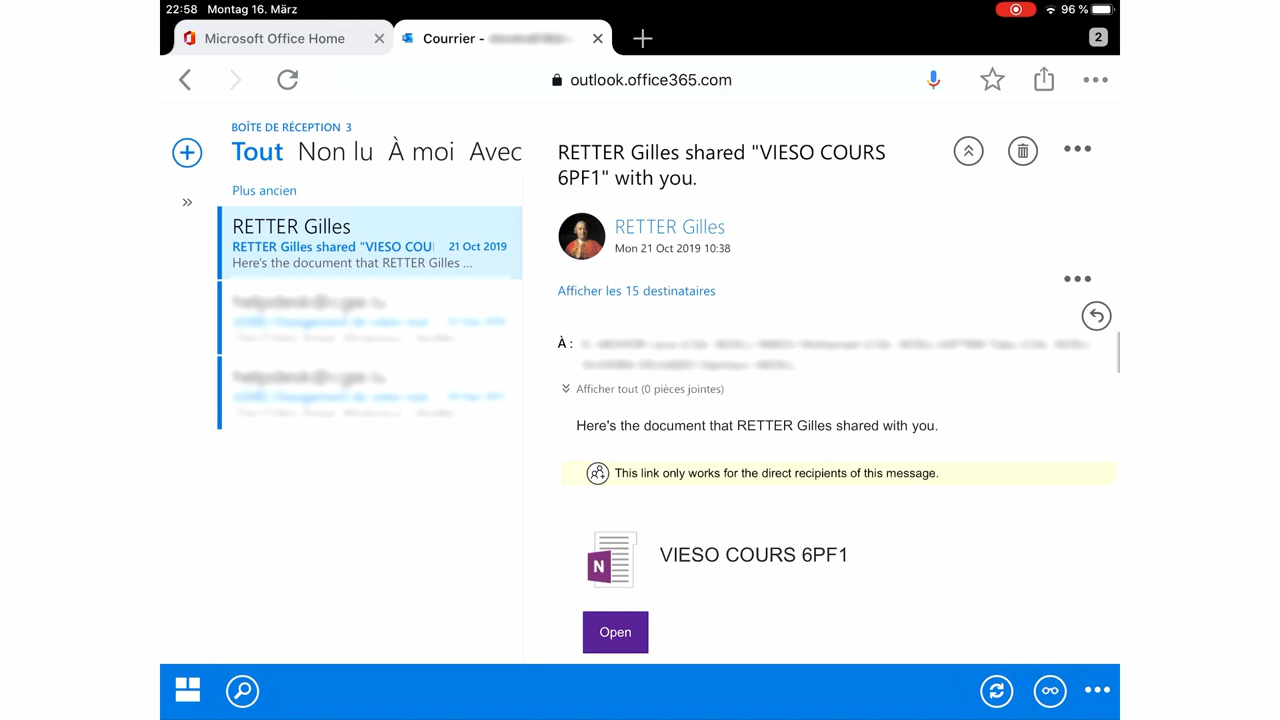 22:58 Montag 16. März
96 %
Microsoft Office Home
Courrier -
2
outlook.office365.com
BOÎTE DE RÉCEPTION 3
Tout Non lu À moi Avec
Plus ancien
RETTER Gilles
RETTER Gilles shared "VIESO COU 21 Oct 2019
Here's the document that RETTER Gilles ...
RETTER Gilles shared "VIESO COURS
6PF1" with you.
RETTER Gilles
Mon 21 Oct 2019 10:38
Afficher les 15 destinataires
À :
Afficher tout (0 pièces jointes)
Here's the document that RETTER Gilles shared with you.
This link only works for the direct recipients of this message.
N
VIESO COURS 6PF1
Open